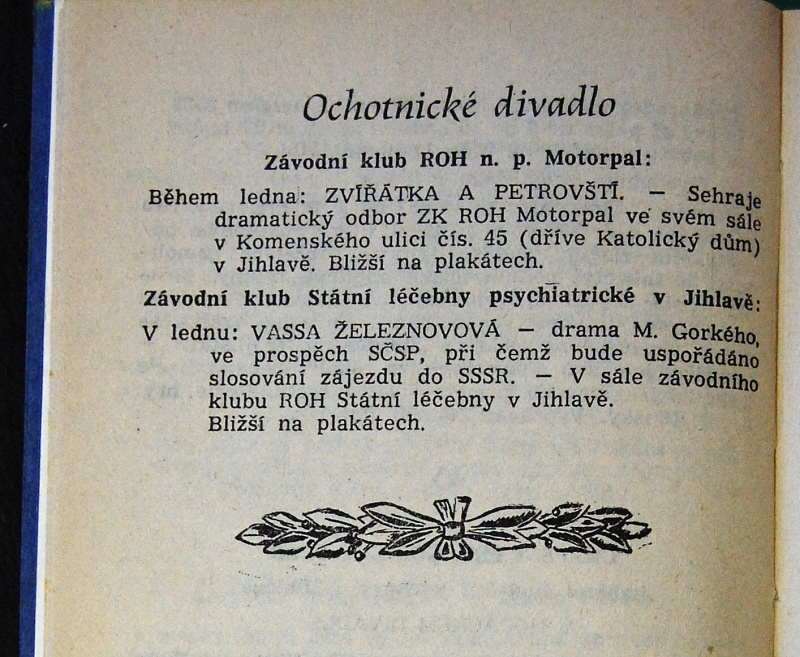 Ochotnické divadlo
Závodní klub ROH n. p. Motorpal:
Během ledna: ZVÍŘÁTKA A PETROVŠTÍ. — Sehraje
dramatický odbor ZK ROH Motorpal ve svém sále
v Komenského ulici čís. 45 (dříve Katolický dům)
v Jihlavě. Bližší na plakátech.
Závodní klub Státní léčebny psychiatrické v Jihlavě:
V lednu: VASSA ŽELEZNOVOVÁ — drama M. Gorkého,
ve prospěch SČSP, při čemž bude uspořádáno
slosování zájezdu do SSSR. — V sále závodního
klubu ROH Státní léčebny v Jihlavě.
Bližší na plakátech.